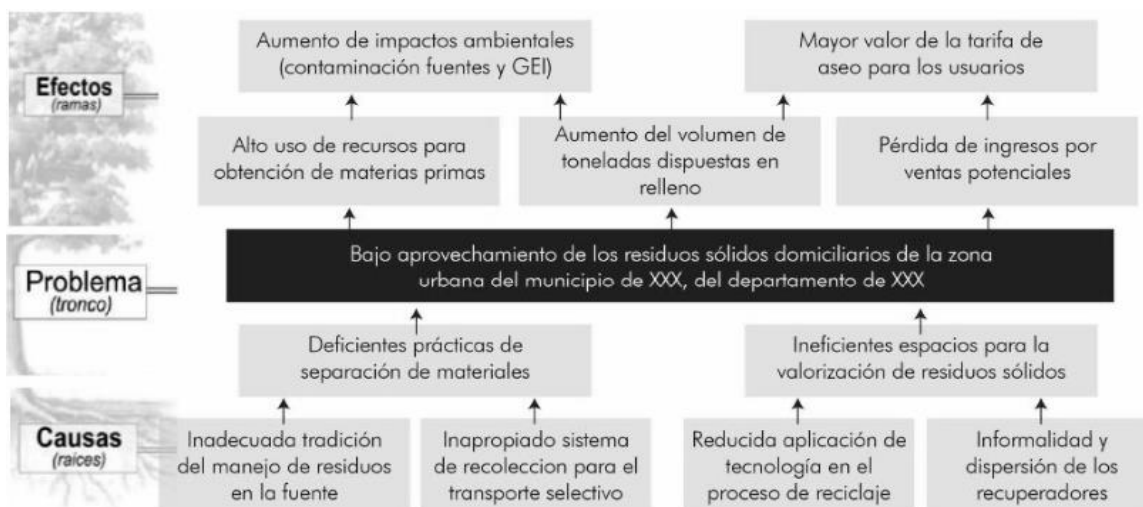 Efectos
(ramas)
Aumento de impactos ambientales
(contaminación fuentes y GEI)
Mayor valor de la tarifa de
aseo para los usuarios
Alto uso de recursos para
obtención de materias primas
Aumento del volumen de
toneladas dispuestas en
relleno
Pérdida de ingresos por
ventas potenciales
Problema
(tronco)
Bajo aprovechamiento de los residuos sólidos domiciliarios de la zona
urbana del municipio de XXX, del departamento de XXX
Deficientes prácticas de
separación de materiales
Ineficientes espacios para la
valorización de residuos sólidos
Causas
(raices)
Inadecuada tradición
del manejo de residuos
en la fuente
Inapropiado sistema
de recoleccion para el
transporte selectivo
Reducida aplicación de
tecnología en el
proceso de reciclaje
Informalidad y
dispersión de los
recuperadores